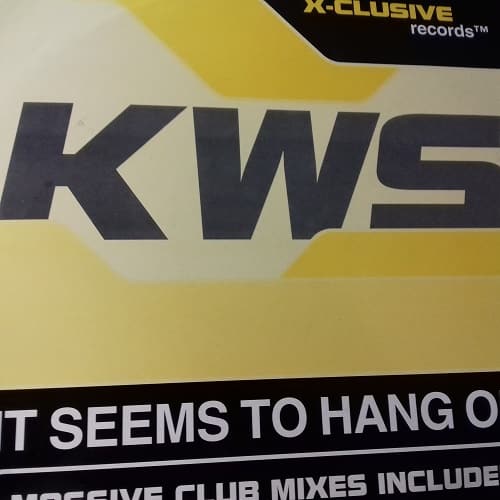 X-CLUSIVE
records™
KWS
IT SEEMS TO HANG O
MASSIVE CLUB MIXES INCLUDE